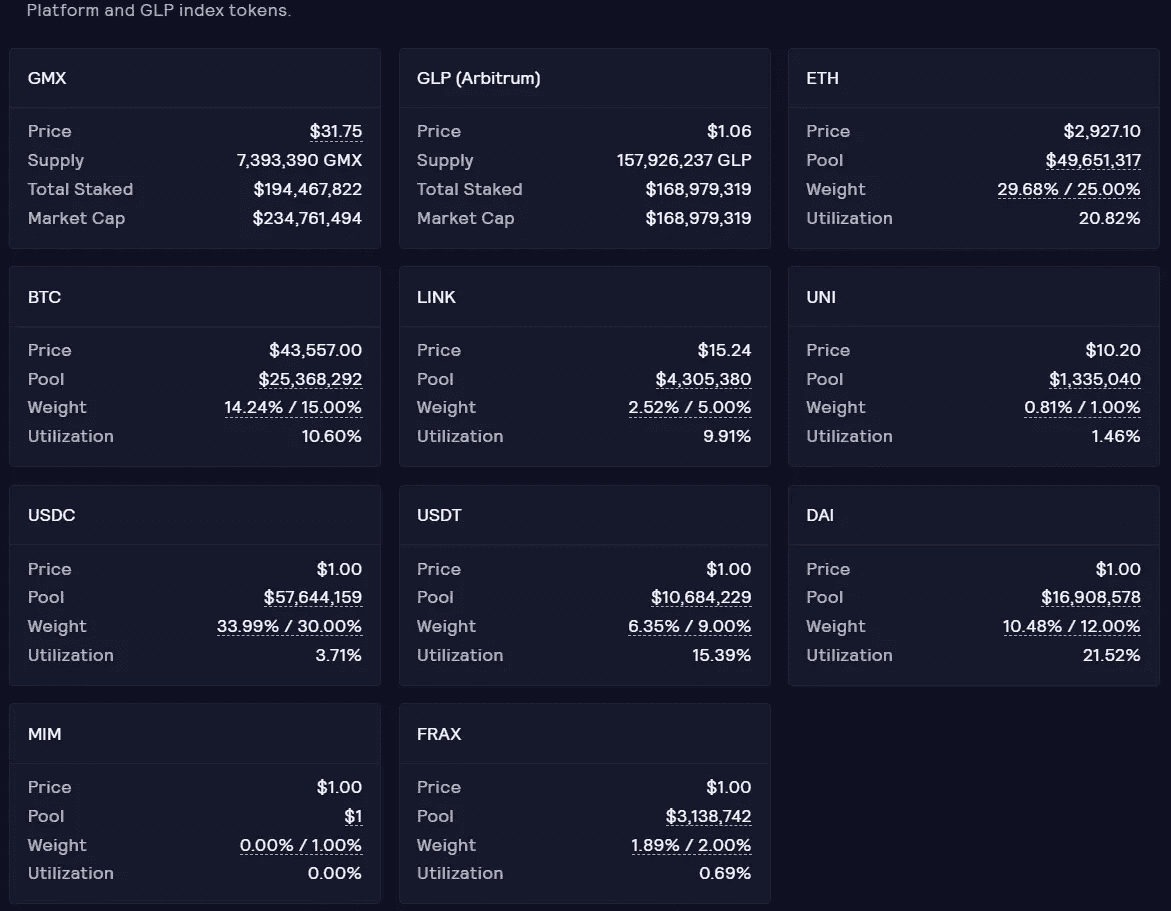 Platform and GLP index tokens.
GMX
Price $31.75
Supply 7,393,390 GMX
Total Staked $194,467,822
Market Cap $234,761,494
GLP (Arbitrum)
Price $1.06
Supply 157,926,237 GLP
Total Staked $168,979,319
Market Cap $168,979,319
ETH
Price $2,927.10
Pool $49,651,317
Weight 29.68% / 25.00%
Utilization 20.82%
BTC
Price $43,557.00
Pool $25,368,292
Weight 14.24% / 15.00%
Utilization 10.60%
LINK
Price $15.24
Pool $4,305,380
Weight 2.52% / 5.00%
Utilization 9.91%
UNI
Price $10.20
Pool $1,335,040
Weight 0.81% / 1.00%
Utilization 1.46%
USDC
Price $1.00
Pool $57,644,159
Weight 33.99% / 30.00%
Utilization 3.71%
USDT
Price $1.00
Pool $10,684,229
Weight 6.35% / 9.00%
Utilization 15.39%
DAI
Price $1.00
Pool $16,908,578
Weight 10.48% / 12.00%
Utilization 21.52%
MIM
Price $1.00
Pool $1
Weight 0.00% / 1.00%
Utilization 0.00%
FRAX
Price $1.00
Pool $3,138,742
Weight 1.89% / 2.00%
Utilization 0.69%